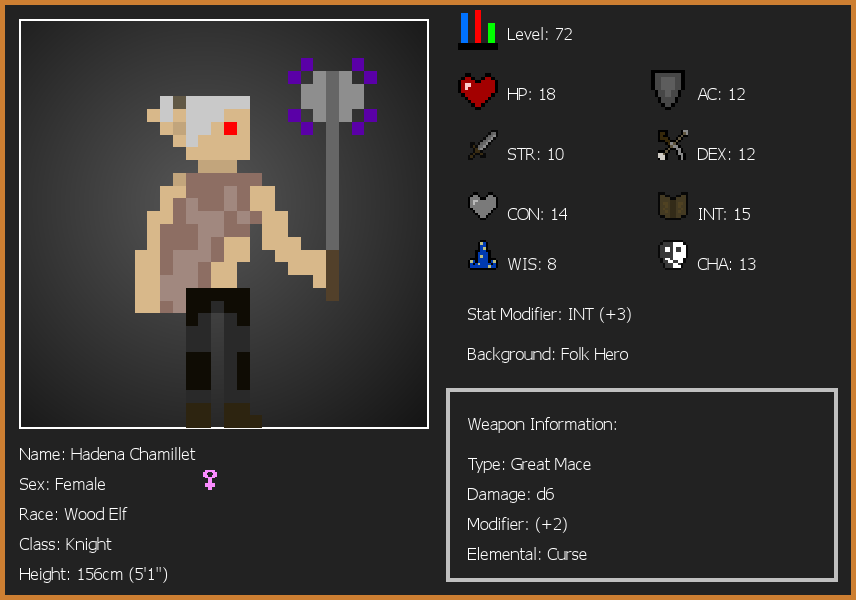 Level: 72
HP: 18
AC: 12
STR: 10
DEX: 12
CON: 14
INT: 15
WIS: 8
CHA: 13
Stat Modifier: INT (+3)
Background: Folk Hero
Weapon Information:
Type: Great Mace
Damage: d6
Modifier: (+2)
Elemental: Curse
Name: Hadena Chamillet
Sex: Female
Race: Wood Elf
Class: Knight
Height: 156cm (5'1")